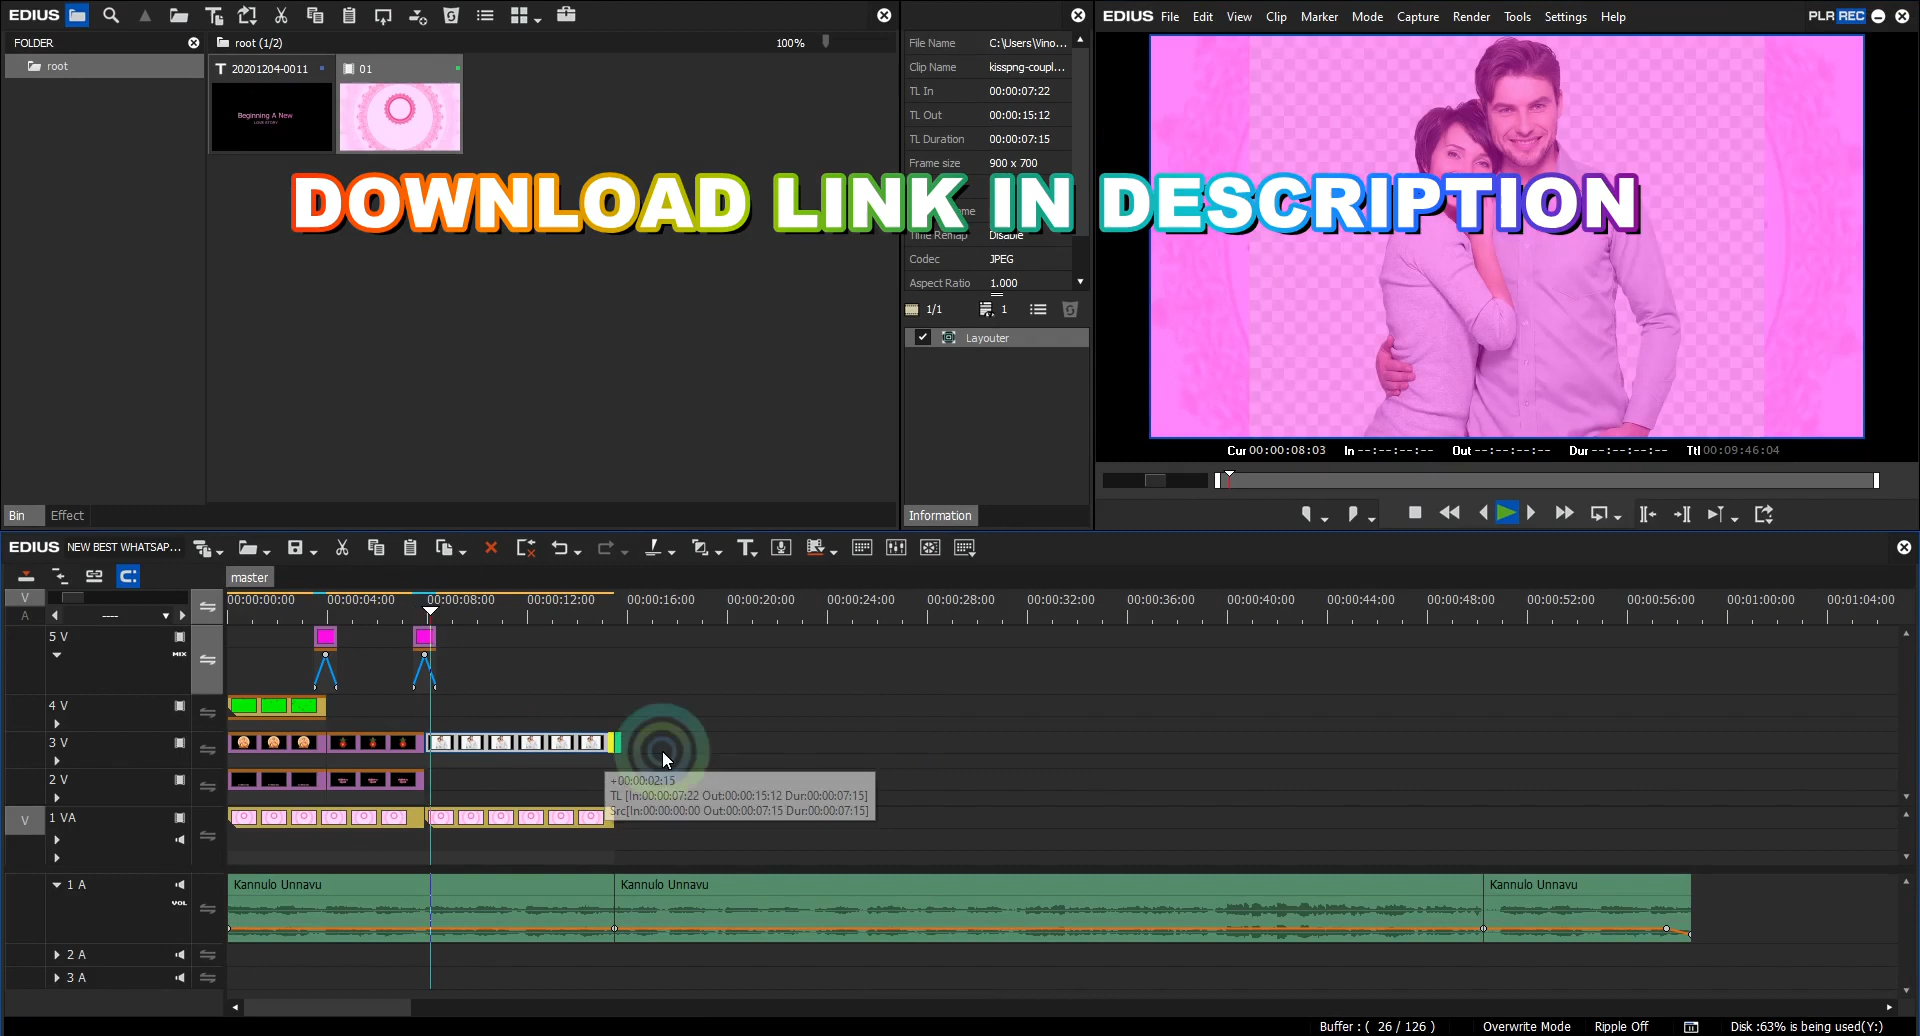 EDIUS
FOLDER
root
root (1/2)
100%
20201204-0011
01
Beginning A New
LOVE STORY
Bin
Effect
File Name C:\Users\Vino...
Clip Name kisspng-coupl...
TL In 00:00:07:22
TL Out 00:00:15:12
TL Duration 00:00:07:15
Frame size 900 x 700
Time Remap Disable
Codec JPEG
Aspect Ratio 1.000
1/1 1
Layouter
Information
EDIUS File Edit View Clip Marker Mode Capture Render Tools Settings Help PLR REC
DOWNLOAD LINK IN DESCRIPTION
Cur 00:00:08:03 In --:--:--:-- Out --:--:--:-- Dur --:--:--:-- Ttl 00:09:46:04
EDIUS NEW BEST WHATSAP...
master
V
A ----
00:00:00:00 00:00:04:00 00:00:08:00 00:00:12:00 00:00:16:00 00:00:20:00 00:00:24:00 00:00:28:00 00:00:32:00 00:00:36:00 00:00:40:00 00:00:44:00 00:00:48:00 00:00:52:00 00:00:56:00 00:01:00:00 00:01:04:00
5 V
MIX
4 V
3 V
2 V
+00:00:02:15
TL [In:00:00:07:22 Out:00:00:15:12 Dur:00:00:07:15]
Src[In:00:00:00:00 Out:00:00:07:15 Dur:00:00:07:15]
V 1 VA
1 A Kannulo Unnavu Kannulo Unnavu Kannulo Unnavu
VOL
2 A
3 A
Buffer : ( 26 / 126 ) Overwrite Mode Ripple Off Disk :63% is being used(Y:)